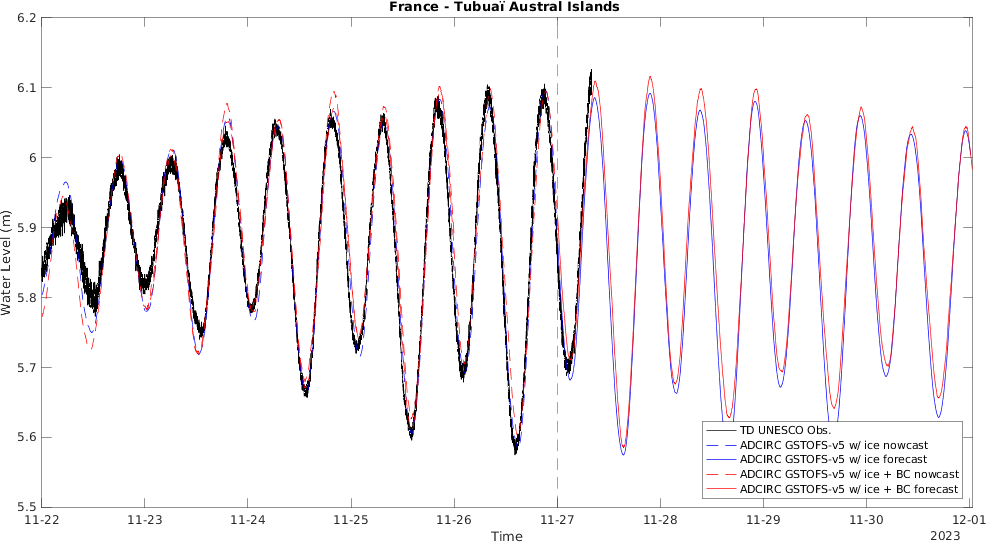 France - Tubuaï Austral Islands
6.2
6.1
6
5.9
5.8
5.7
5.6
5.5
Water Level (m)
TD UNESCO Obs.
ADCIRC GSTOFS-v5 w/ ice nowcast
ADCIRC GSTOFS-v5 w/ ice forecast
ADCIRC GSTOFS-v5 w/ ice + BC nowcast
ADCIRC GSTOFS-v5 w/ ice + BC forecast
11-22 11-23 11-24 11-25 11-26 11-27 11-28 11-29 11-30 12-01
Time
2023